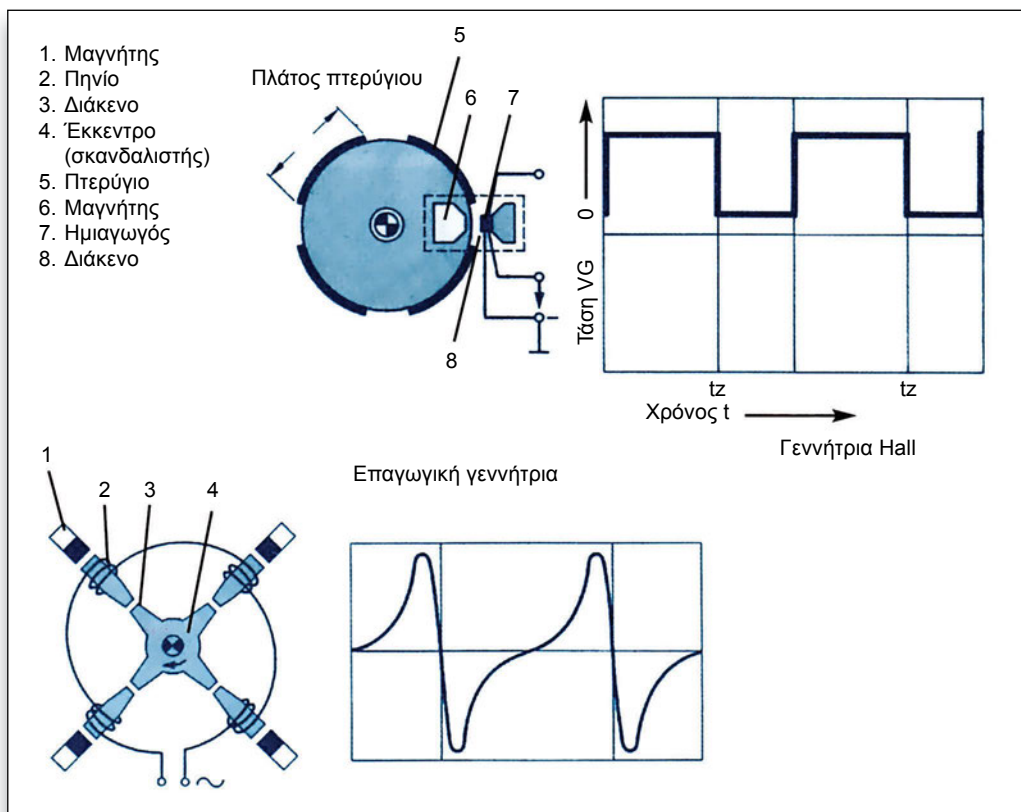 1. Μαγνήτης
2. Πηνίο
3. Διάκενο
4. Έκκεντρο
(σκανδαλιστής)
5. Πτερύγιο
6. Μαγνήτης
7. Ημιαγωγός
8. Διάκενο
Πλάτος πτερύγιου
5
6
7
8
0
Τάση VG
tz
tz
Χρόνος t
Γεννήτρια Hall
Επαγωγική γεννήτρια
1
2
3
4